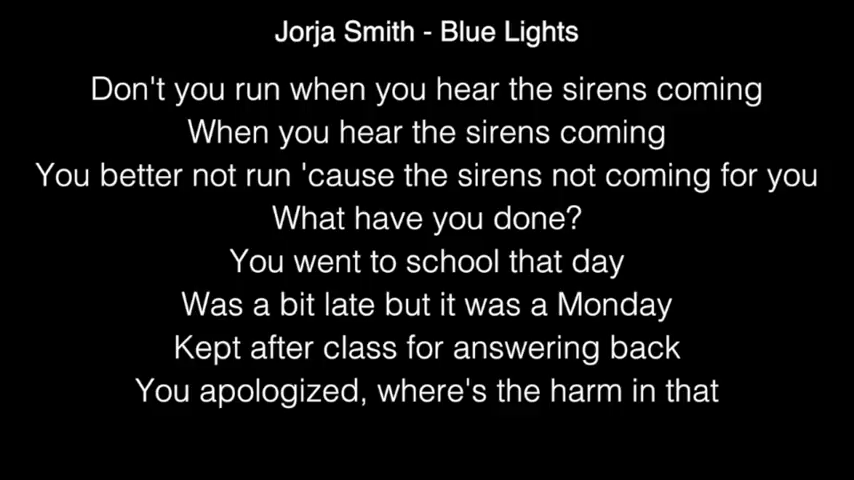 Jorja Smith - Blue Lights
Don't you run when you hear the sirens coming
When you hear the sirens coming
You better not run 'cause the sirens not coming for you
What have you done?
You went to school that day
Was a bit late but it was a Monday
Kept after class for answering back
You apologized, where's the harm in that